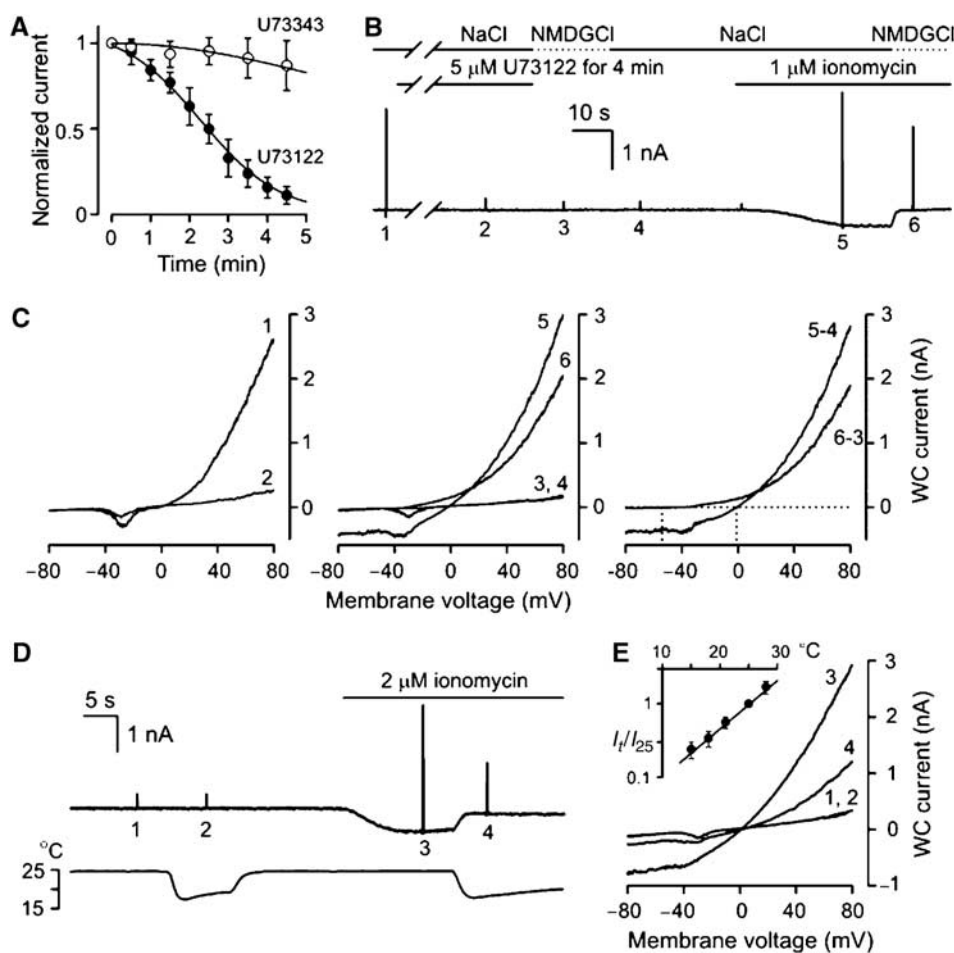 A
U73343
1
0.5
0
Normalized current
U73122
0 1 2 3 4 5
Time (min)
B
NaCl NMDGCl NaCl NMDGCl
5 μM U73122 for 4 min 1 μM ionomycin
10 s
1 nA
1 2 3 4 5 6
C
1
2
3
2
1
0
−80 −40 0 40 80
5
6
3, 4
3
2
1
0
−80 −40 0 40 80
5-4
6-3
3
2
1
0
−80 −40 0 40 80
WC current (nA)
Membrane voltage (mV)
D
2 μM ionomycin
5 s
1 nA
1 2 3 4
°C
25
15
E
10 20 30 °C
1
It/I25
0.1
3
4
1, 2
3
2
1
0
−1
WC current (nA)
−80 −40 0 40 80
Membrane voltage (mV)